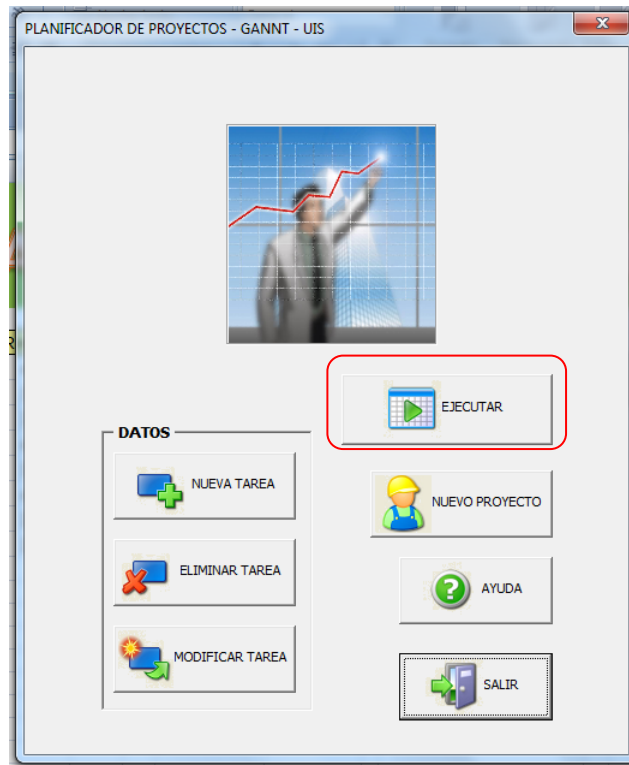 PLANIFICADOR DE PROYECTOS - GANNT - UIS
EJECUTAR
DATOS
NUEVA TAREA
NUEVO PROYECTO
ELIMINAR TAREA
AYUDA
MODIFICAR TAREA
SALIR